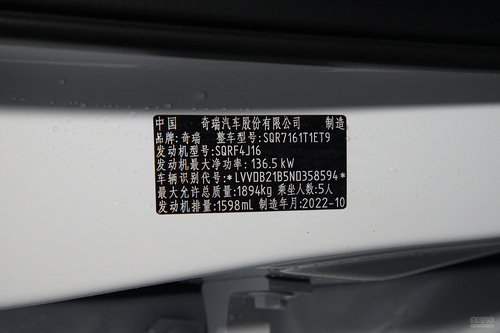 中国 奇瑞汽车股份有限公司 制造
品牌: 奇瑞 整车型号: SQR7161T1ET9
发动机型号: SQRF4J16
发动机最大净功率: 136.5 kW
车辆识别代号: *LVVDB21B5ND358594*
最大允许总质量: 1894kg 乘坐人数: 5人
发动机排量: 1598mL 制造年月: 2022-10